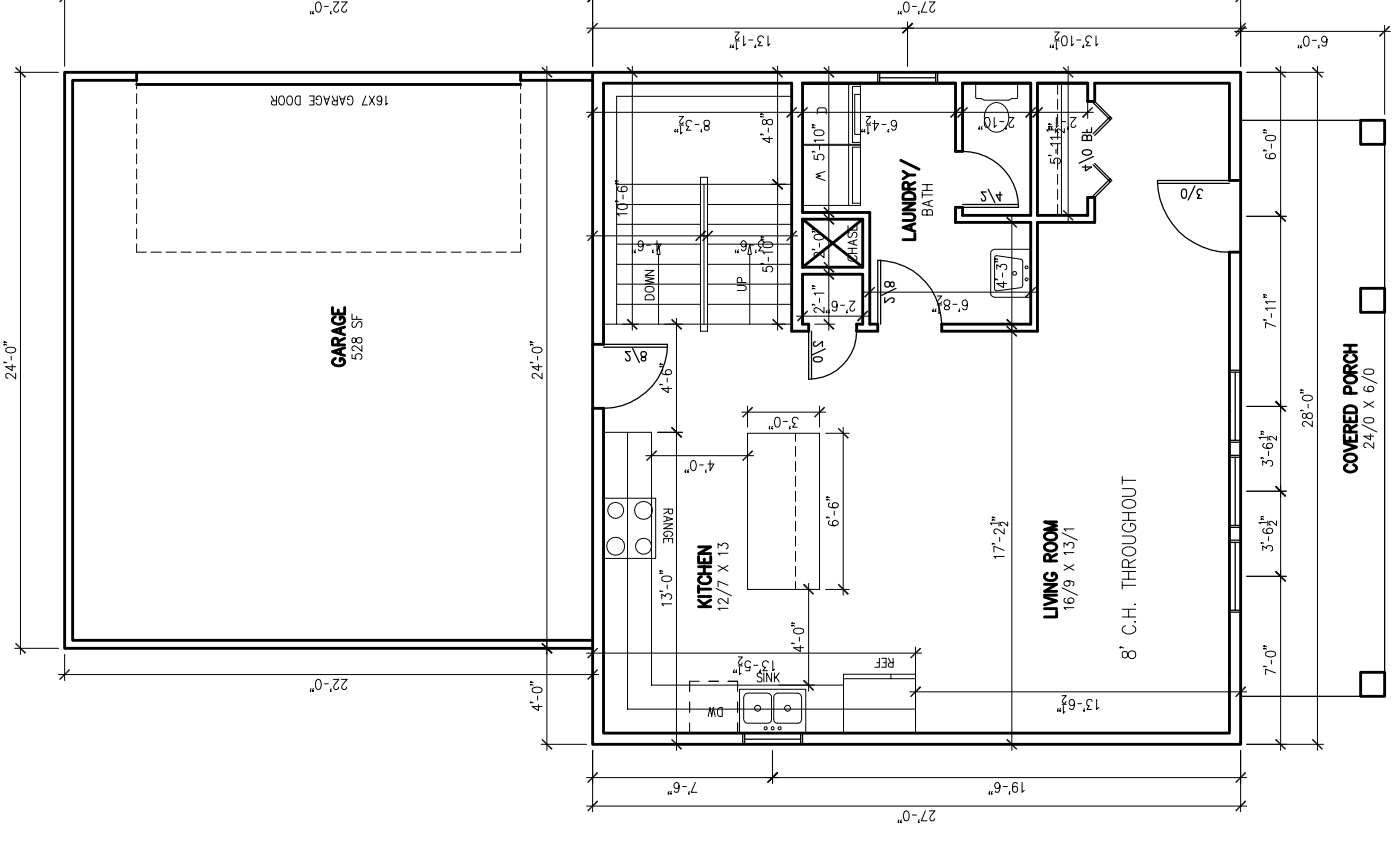 22'-0"
27'-0"
13'-1½"
13'-10½"
6'-0"
16X7 GARAGE DOOR
24'-0"
GARAGE
528 SF
24'-0"
22'-0"
4'-0"
8'-3½"
4'-8"
10'-6"
4'-6"
3'-6"
5'-10"
DOWN
UP
D
W
5'-10"
6'-4½"
2'-10"
5'-11½"
4/0 BF
2/4
LAUNDRY/
BATH
2'-0"
CHASE
2'-1"
2'-6"
2/8
4'-3"
6'-8½"
2/0
3/0
2/8
4'-6"
3'-0"
4'-0"
6'-6"
RANGE
13'-0"
KITCHEN
12/7 X 13
4'-0"
13'-5½"
SINK
REF
DW
17'-2½"
LIVING ROOM
16/9 X 13/1
8' C.H. THROUGHOUT
13'-6½"
6'-0"
7'-11"
3'-6½"
3'-6½"
7'-0"
28'-0"
COVERED PORCH
24/0 X 6/0
7'-6"
19'-6"
27'-0"